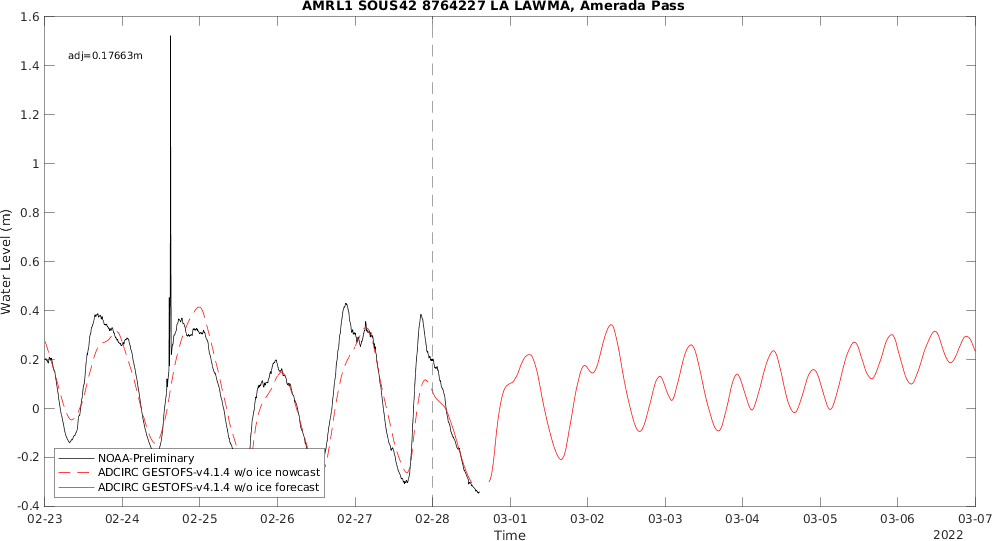 AMRL1 SOUS42 8764227 LA LAWMA, Amerada Pass
1.6
1.4
1.2
1
0.8
0.6
0.4
0.2
0
-0.2
-0.4
Water Level (m)
adj=0.17663m
NOAA-Preliminary
ADCIRC GESTOFS-v4.1.4 w/o ice nowcast
ADCIRC GESTOFS-v4.1.4 w/o ice forecast
02-23 02-24 02-25 02-26 02-27 02-28 03-01 03-02 03-03 03-04 03-05 03-06 03-07
Time
2022